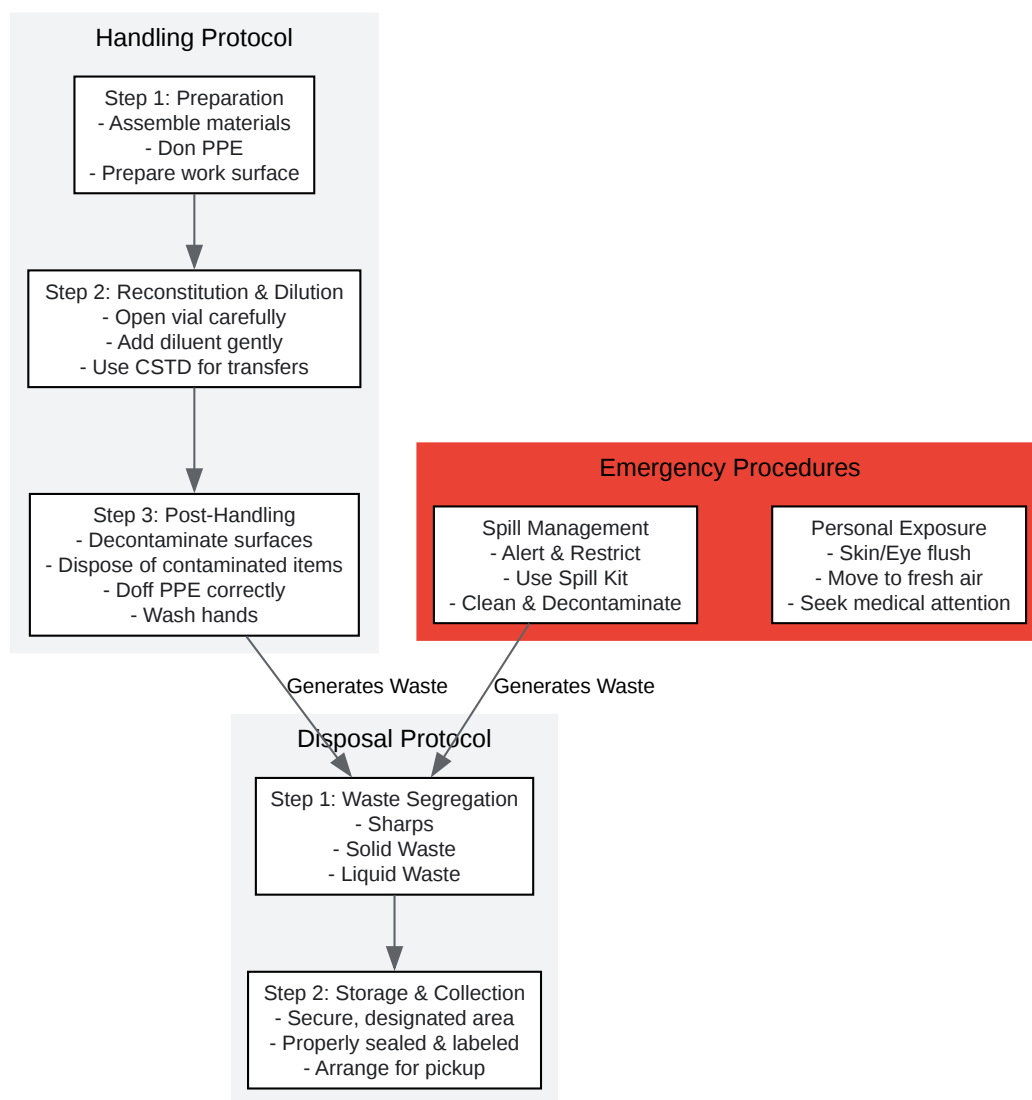 Handling Protocol
Step 1: Preparation
- Assemble materials
- Don PPE
- Prepare work surface
Step 2: Reconstitution & Dilution
- Open vial carefully
- Add diluent gently
- Use CSTD for transfers
Step 3: Post-Handling
- Decontaminate surfaces
- Dispose of contaminated items
- Doff PPE correctly
- Wash hands
Emergency Procedures
Spill Management
- Alert & Restrict
- Use Spill Kit
- Clean & Decontaminate
Personal Exposure
- Skin/Eye flush
- Move to fresh air
- Seek medical attention
Generates Waste
Generates Waste
Disposal Protocol
Step 1: Waste Segregation
- Sharps
- Solid Waste
- Liquid Waste
Step 2: Storage & Collection
- Secure, designated area
- Properly sealed & labeled
- Arrange for pickup